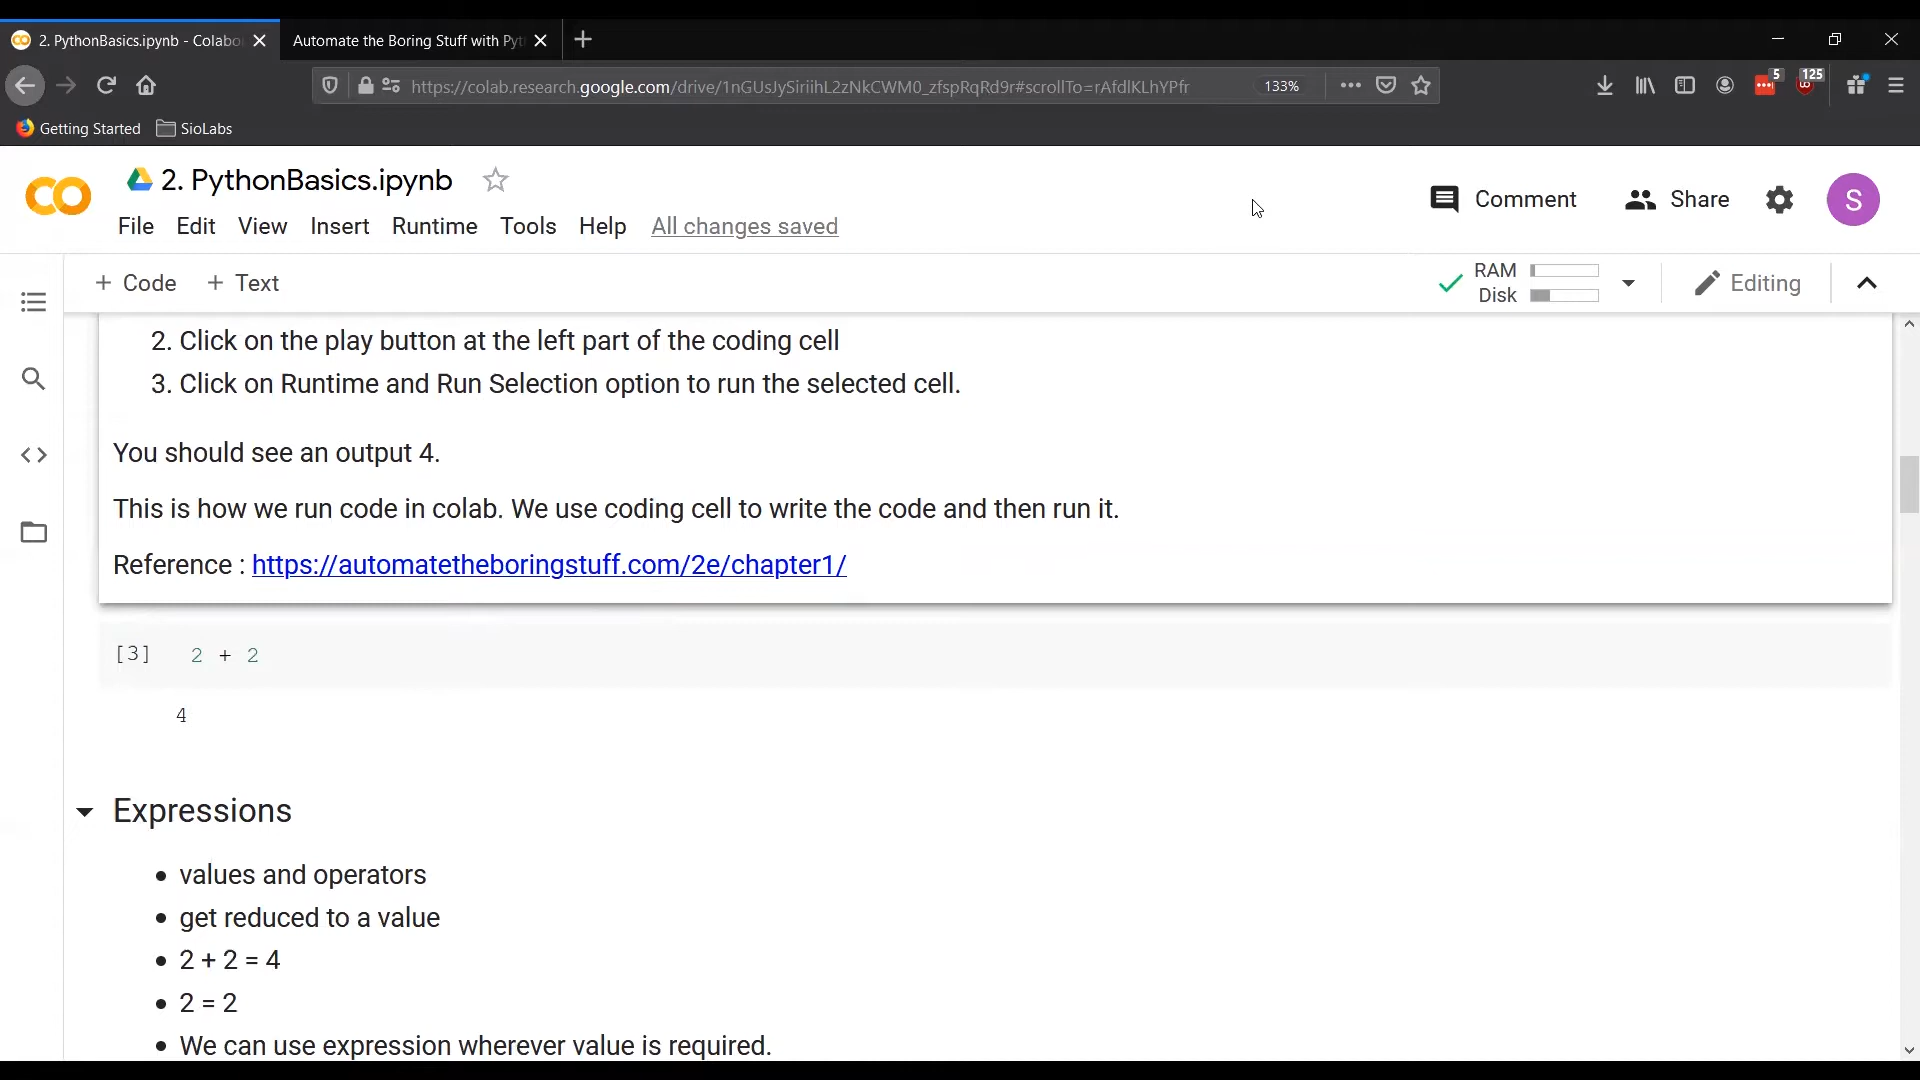 2. PythonBasics.ipynb - Colabo
Automate the Boring Stuff with Pyt
https://colab.research.google.com/drive/1nGUsJySiriihL2zNkCWM0_zfspRqRd9r#scrollTo=rAfdlKLhYPfr
133%
5
125
Getting Started
SioLabs
2. PythonBasics.ipynb
Comment
Share
S
File Edit View Insert Runtime Tools Help All changes saved
+ Code + Text
RAM
Disk
Editing
2. Click on the play button at the left part of the coding cell
3. Click on Runtime and Run Selection option to run the selected cell.
You should see an output 4.
This is how we run code in colab. We use coding cell to write the code and then run it.
Reference : https://automatetheboringstuff.com/2e/chapter1/
[3] 2 + 2
4
Expressions
• values and operators
• get reduced to a value
• 2 + 2 = 4
• 2 = 2
• We can use expression wherever value is required.